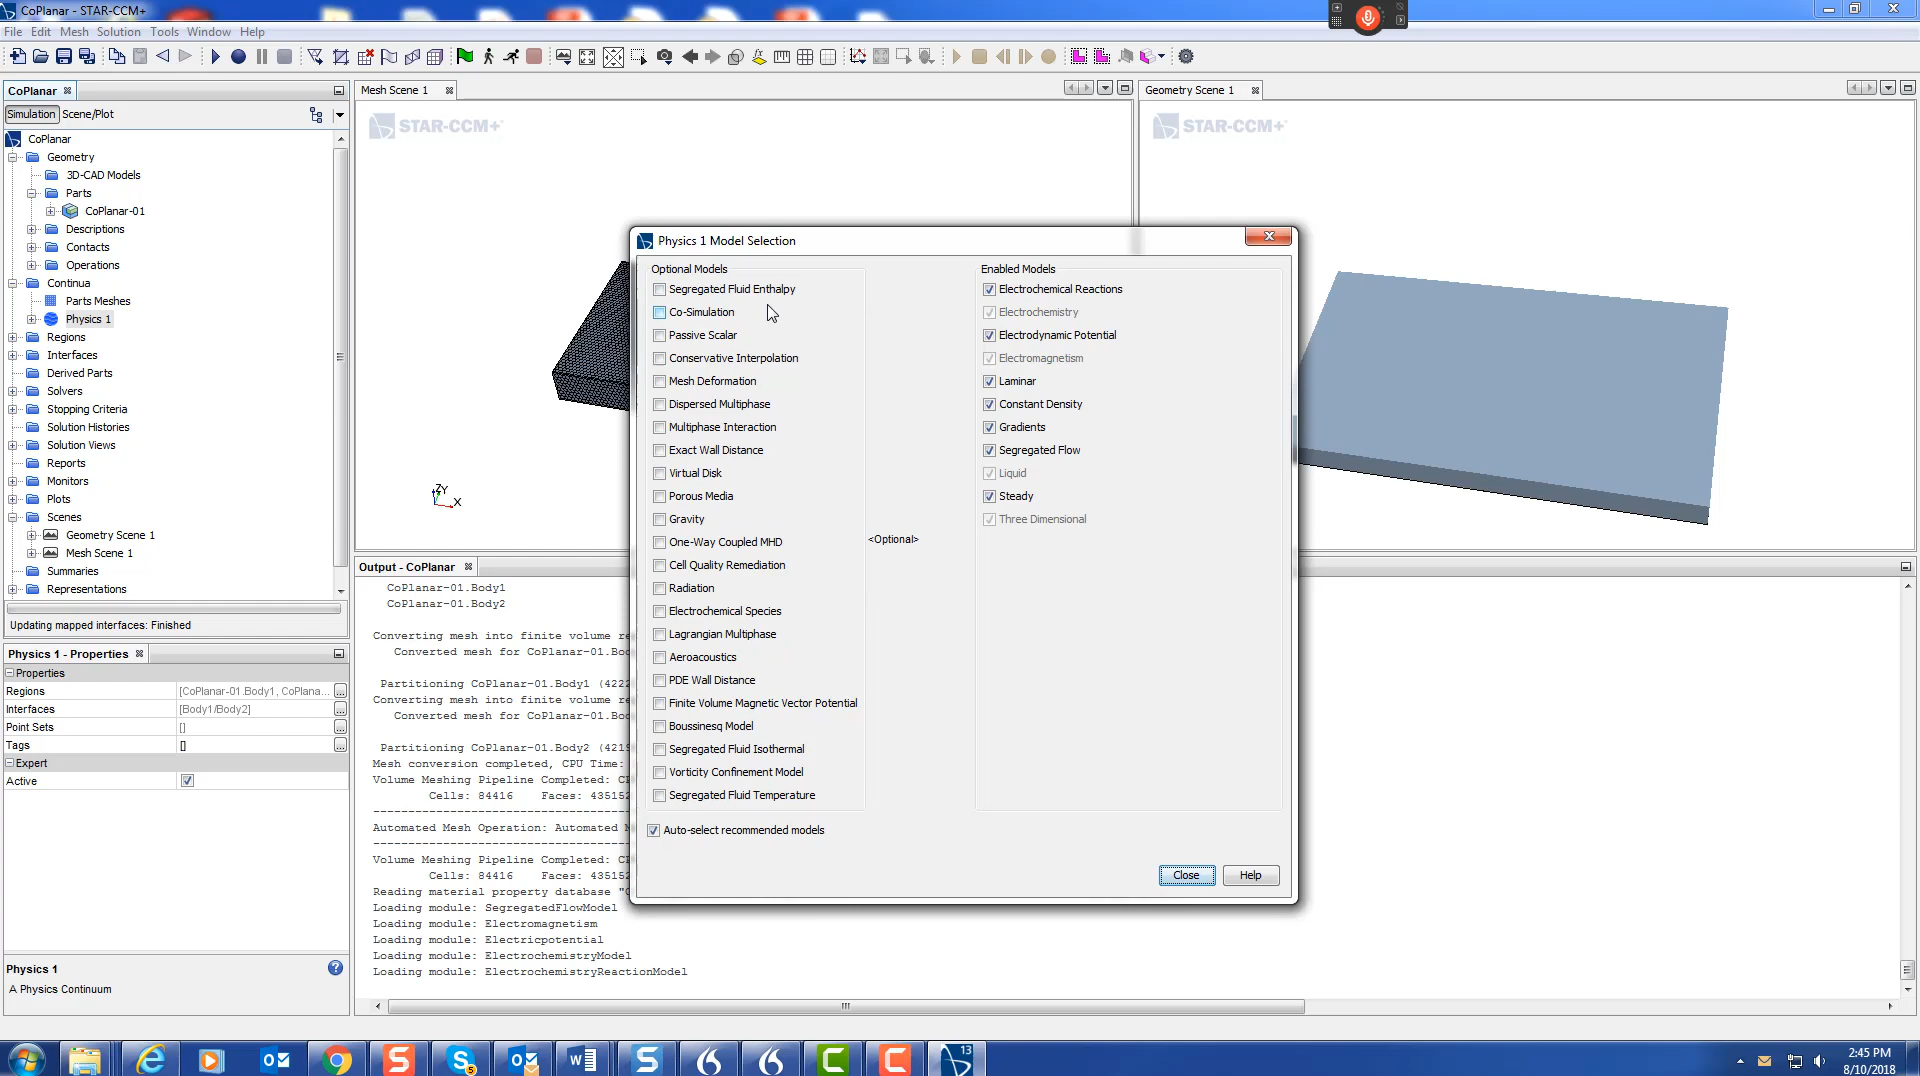 CoPlanar - STAR-CCM+
File Edit Mesh Solution Tools Window Help
CoPlanar
Simulation Scene/Plot
CoPlanar
Geometry
3D-CAD Models
Parts
CoPlanar-01
Descriptions
Contacts
Operations
Continua
Parts Meshes
Physics 1
Regions
Interfaces
Derived Parts
Solvers
Stopping Criteria
Solution Histories
Solution Views
Reports
Monitors
Plots
Scenes
Geometry Scene 1
Mesh Scene 1
Summaries
Representations
Updating mapped interfaces: Finished
Physics 1 - Properties
Properties
Regions [CoPlanar-01.Body1, CoPlana...
Interfaces [Body1/Body2]
Point Sets []
Tags []
Expert
Active
Physics 1
A Physics Continuum
Mesh Scene 1
STAR-CCM+
ZY
X
Geometry Scene 1
STAR-CCM+
Physics 1 Model Selection
Optional Models
Segregated Fluid Enthalpy
Co-Simulation
Passive Scalar
Conservative Interpolation
Mesh Deformation
Dispersed Multiphase
Multiphase Interaction
Exact Wall Distance
Virtual Disk
Porous Media
Gravity
One-Way Coupled MHD
Cell Quality Remediation
Radiation
Electrochemical Species
Lagrangian Multiphase
Aeroacoustics
PDE Wall Distance
Finite Volume Magnetic Vector Potential
Boussinesq Model
Segregated Fluid Isothermal
Vorticity Confinement Model
Segregated Fluid Temperature
<Optional>
Enabled Models
Electrochemical Reactions
Electrochemistry
Electrodynamic Potential
Electromagnetism
Laminar
Constant Density
Gradients
Segregated Flow
Liquid
Steady
Three Dimensional
Auto-select recommended models
Close Help
Output - CoPlanar
CoPlanar-01.Body1
CoPlanar-01.Body2
Converting mesh into finite volume re
Converted mesh for CoPlanar-01.Bo
Partitioning CoPlanar-01.Body1 (4222
Converting mesh into finite volume re
Converted mesh for CoPlanar-01.Bo
Partitioning CoPlanar-01.Body2 (4219
Mesh conversion completed, CPU Time:
Volume Meshing Pipeline Completed: CP
Cells: 84416 Faces: 435152
Automated Mesh Operation: Automated M
Volume Meshing Pipeline Completed: CP
Cells: 84416 Faces: 435152
Reading material property database "
Loading module: SegregatedFlowModel
Loading module: Electromagnetism
Loading module: Electricpotential
Loading module: ElectrochemistryModel
Loading module: ElectrochemistryReactionModel
13
2:45 PM
8/10/2018